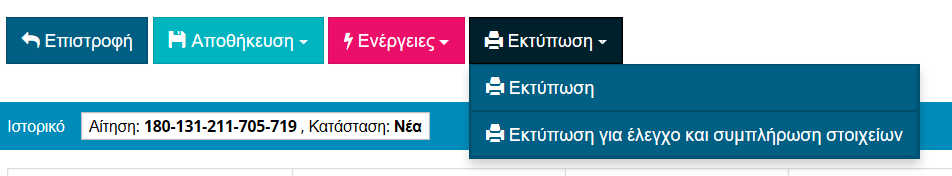 Επιστροφή Αποθήκευση Ενέργειες Εκτύπωση
Εκτύπωση
Ιστορικό Αίτηση: 180-131-211-705-719 , Κατάσταση: Νέα
Εκτύπωση για έλεγχο και συμπλήρωση στοιχείων